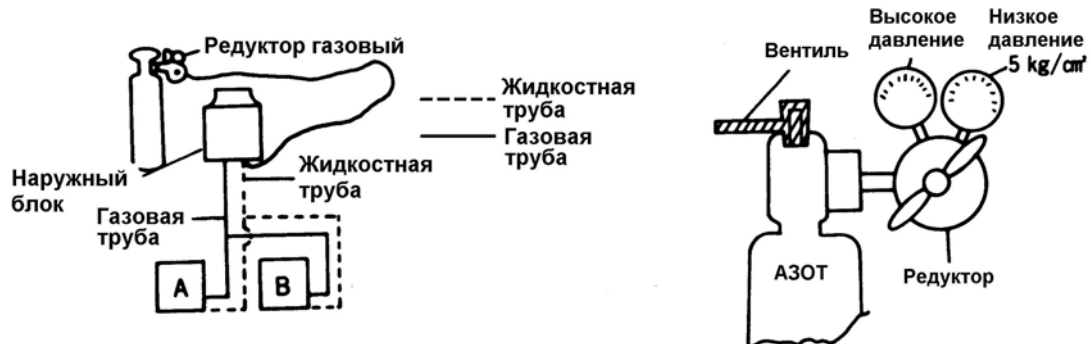 Редуктор газовый
Жидкостная
труба
Газовая
труба
Наружный
блок
Жидкостная
труба
Газовая
труба
A
B
Высокое
давление
Низкое
давление
5 kg/cm²
Вентиль
АЗОТ
Редуктор